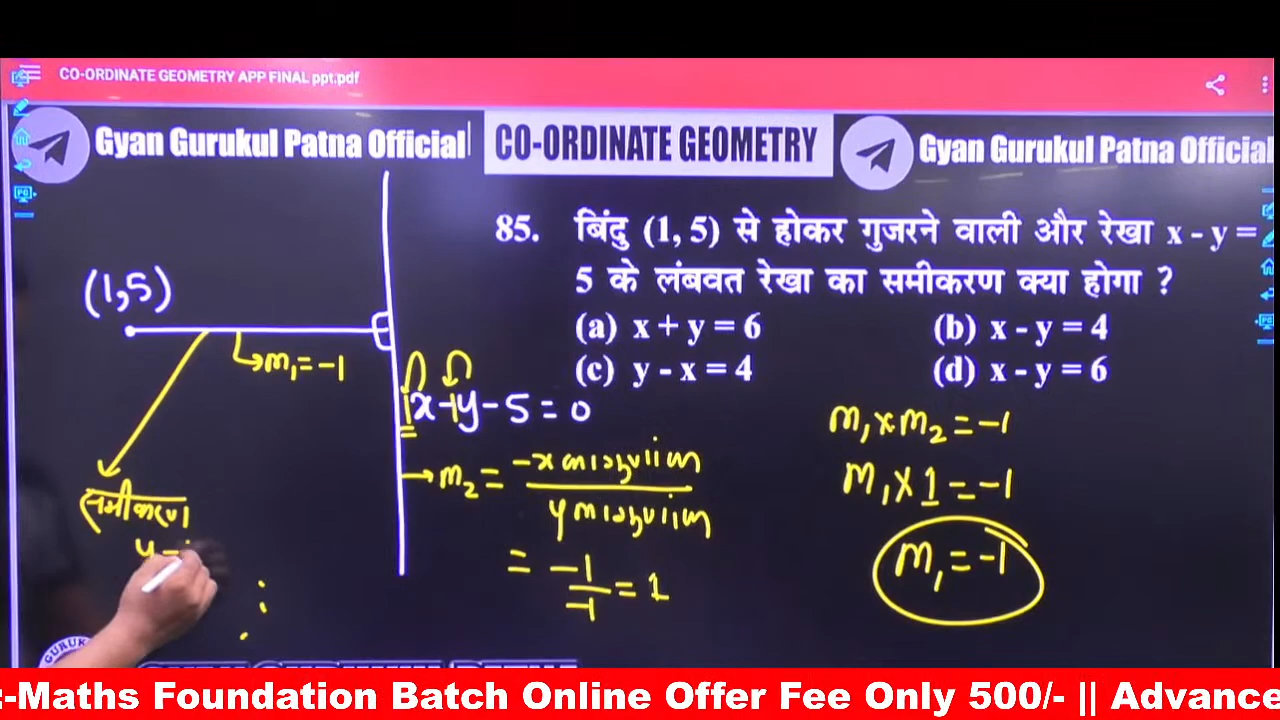 CO-ORDINATE GEOMETRY APP FINAL ppt.pdf
Gyan Gurukul Patna Official
CO-ORDINATE GEOMETRY
Gyan Gurukul Patna Official
85. बिंदु (1, 5) से होकर गुजरने वाली और रेखा x - y =
5 के लंबवत रेखा का समीकरण क्या होगा ?
(a) x + y = 6 (b) x - y = 4
(c) y - x = 4 (d) x - y = 6
(1,5)
m₁ = -1
1x - 1y - 5 = 0
m₂ = -x का गुणांक
y का गुणांक
= -1
-1 = 1
m₁ x m₂ = -1
m₁ x 1 = -1
m₁ = -1
समीकरण
y -
-Maths Foundation Batch Online Offer Fee Only 500/- || Advance